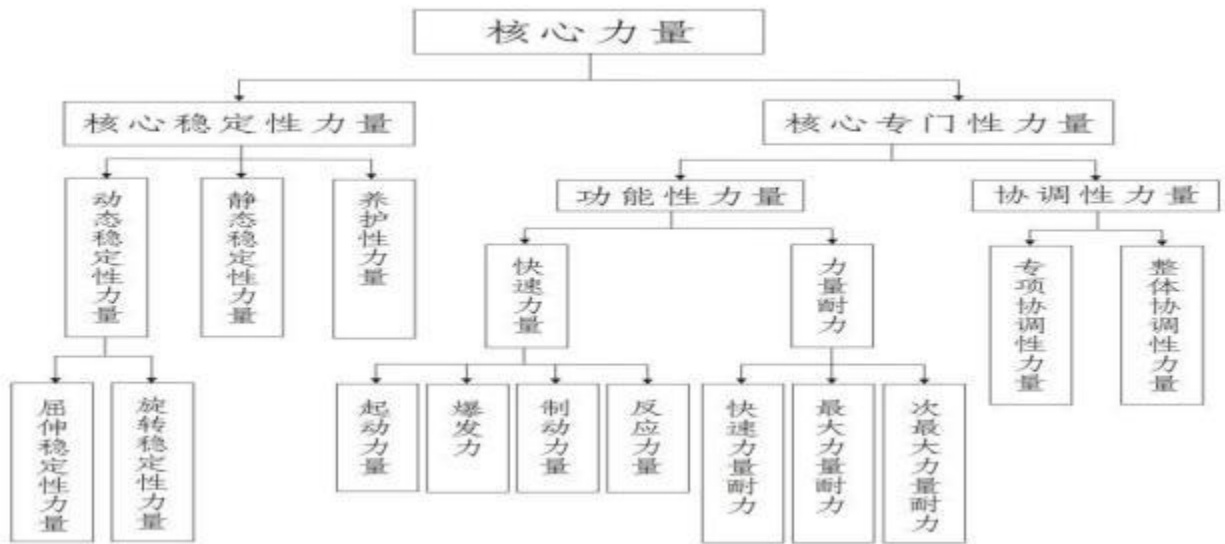 核心力量
核心稳定性力量
核心专门性力量
动态稳定性力量
静态稳定性力量
养护性力量
功能性力量
协调性力量
快速力量
力量耐力
专项协调性力量
整体协调性力量
屈伸稳定性力量
旋转稳定性力量
起动力量
爆发力
制动力量
反应力量
快速力量耐力
最大力量耐力
次最大力量耐力